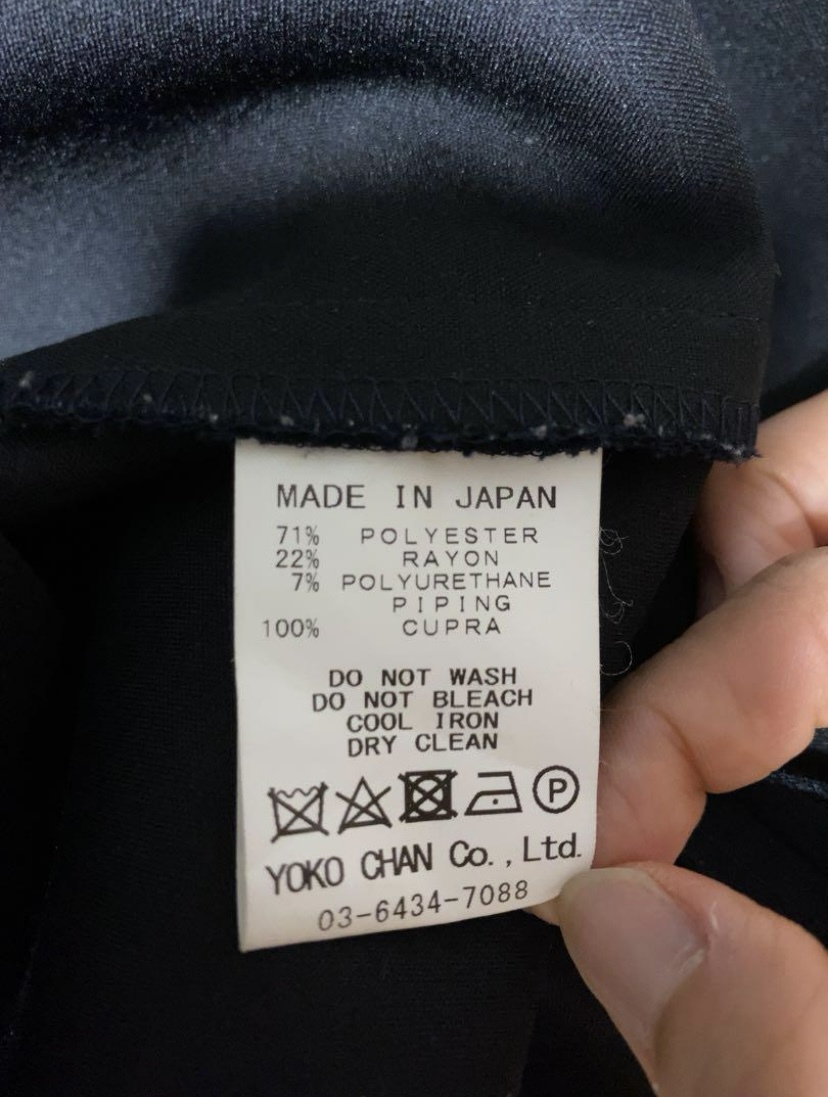 MADE IN JAPAN
71% POLYESTER
22% RAYON
7% POLYURETHANE
PIPING
100% CUPRA
DO NOT WASH
DO NOT BLEACH
COOL IRON
DRY CLEAN
P
YOKO CHAN Co.,Ltd.
03-6434-7088